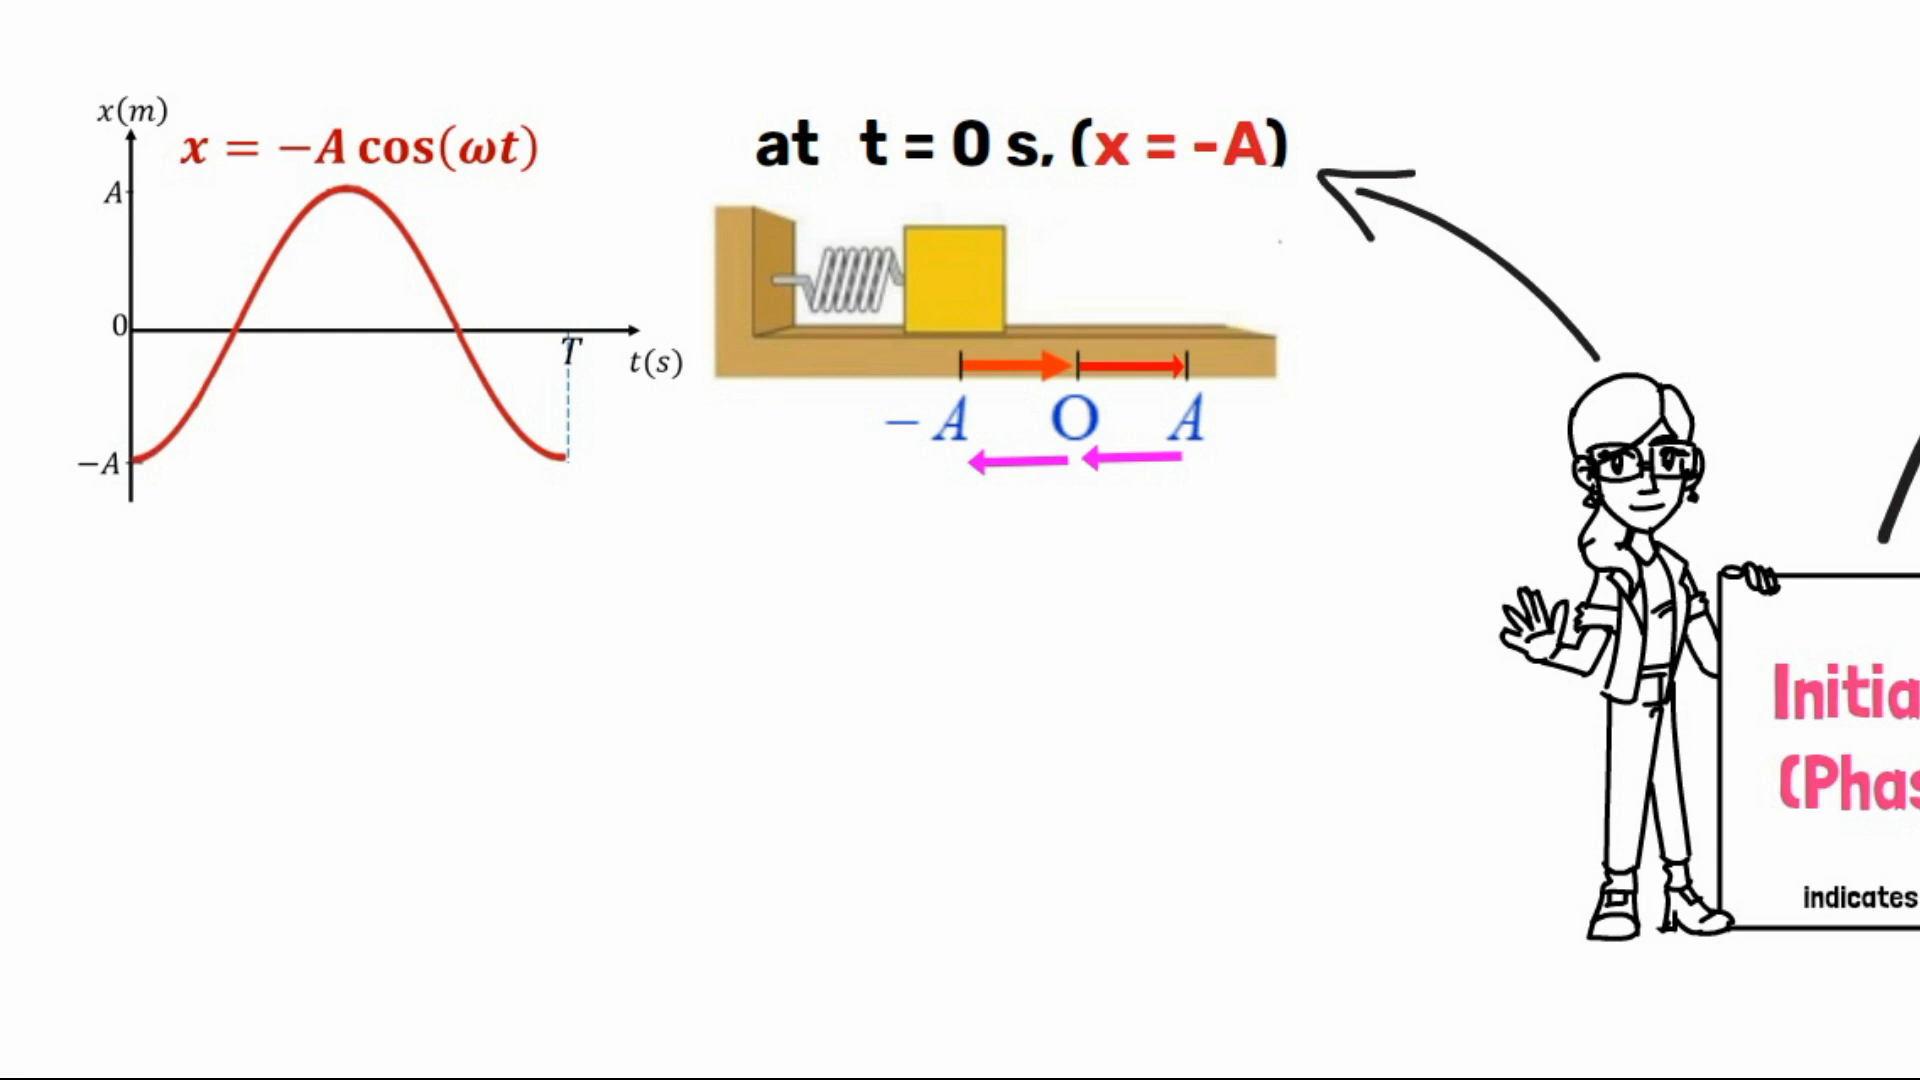 x(m)
x = −A cos(ωt)
A
0
T
t(s)
−A
at t = 0 s, (x = -A)
− A O A
Initia
(Phas
indicates